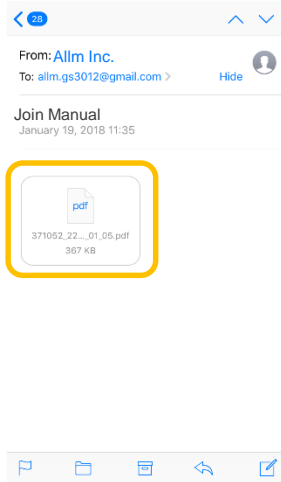 28
From: Allm Inc.
To: allm.gs3012@gmail.com Hide
Join Manual
January 19, 2018 11:35
pdf
371052_22..._01_05.pdf
367 KB